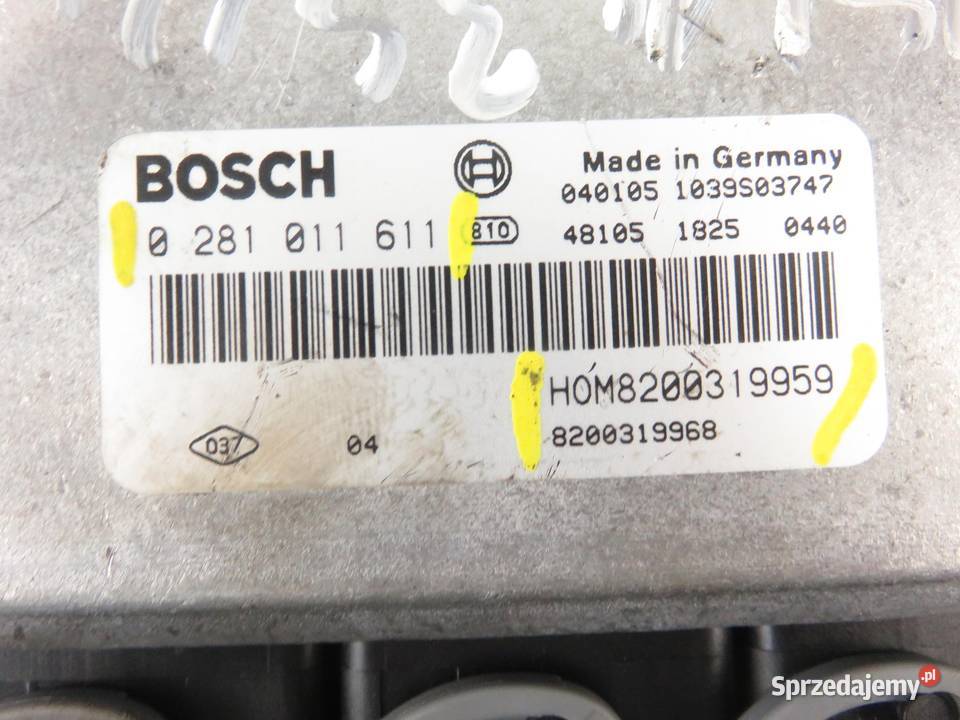 BOSCH
Made in Germany
040105 1039S03747
0 281 011 611 810 48105 1825 0440
HOM8200319959
8200319968
037 04
Sprzedajemy.pl